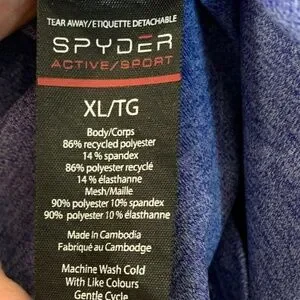 TEAR AWAY/ETIQUETTE DETACHABLE
SPYDER
ACTIVE/SPORT
XL/TG
Body/Corps
86% recycled polyester
14 % spandex
86% polyester recyclé
14 % élasthanne
Mesh/Maille
90% polyester 10% spandex
90% polyester 10 % élasthanne
Made in Cambodia
Fabriqué au Cambodge
Machine Wash Cold
With Like Colours
Gentle Cycle